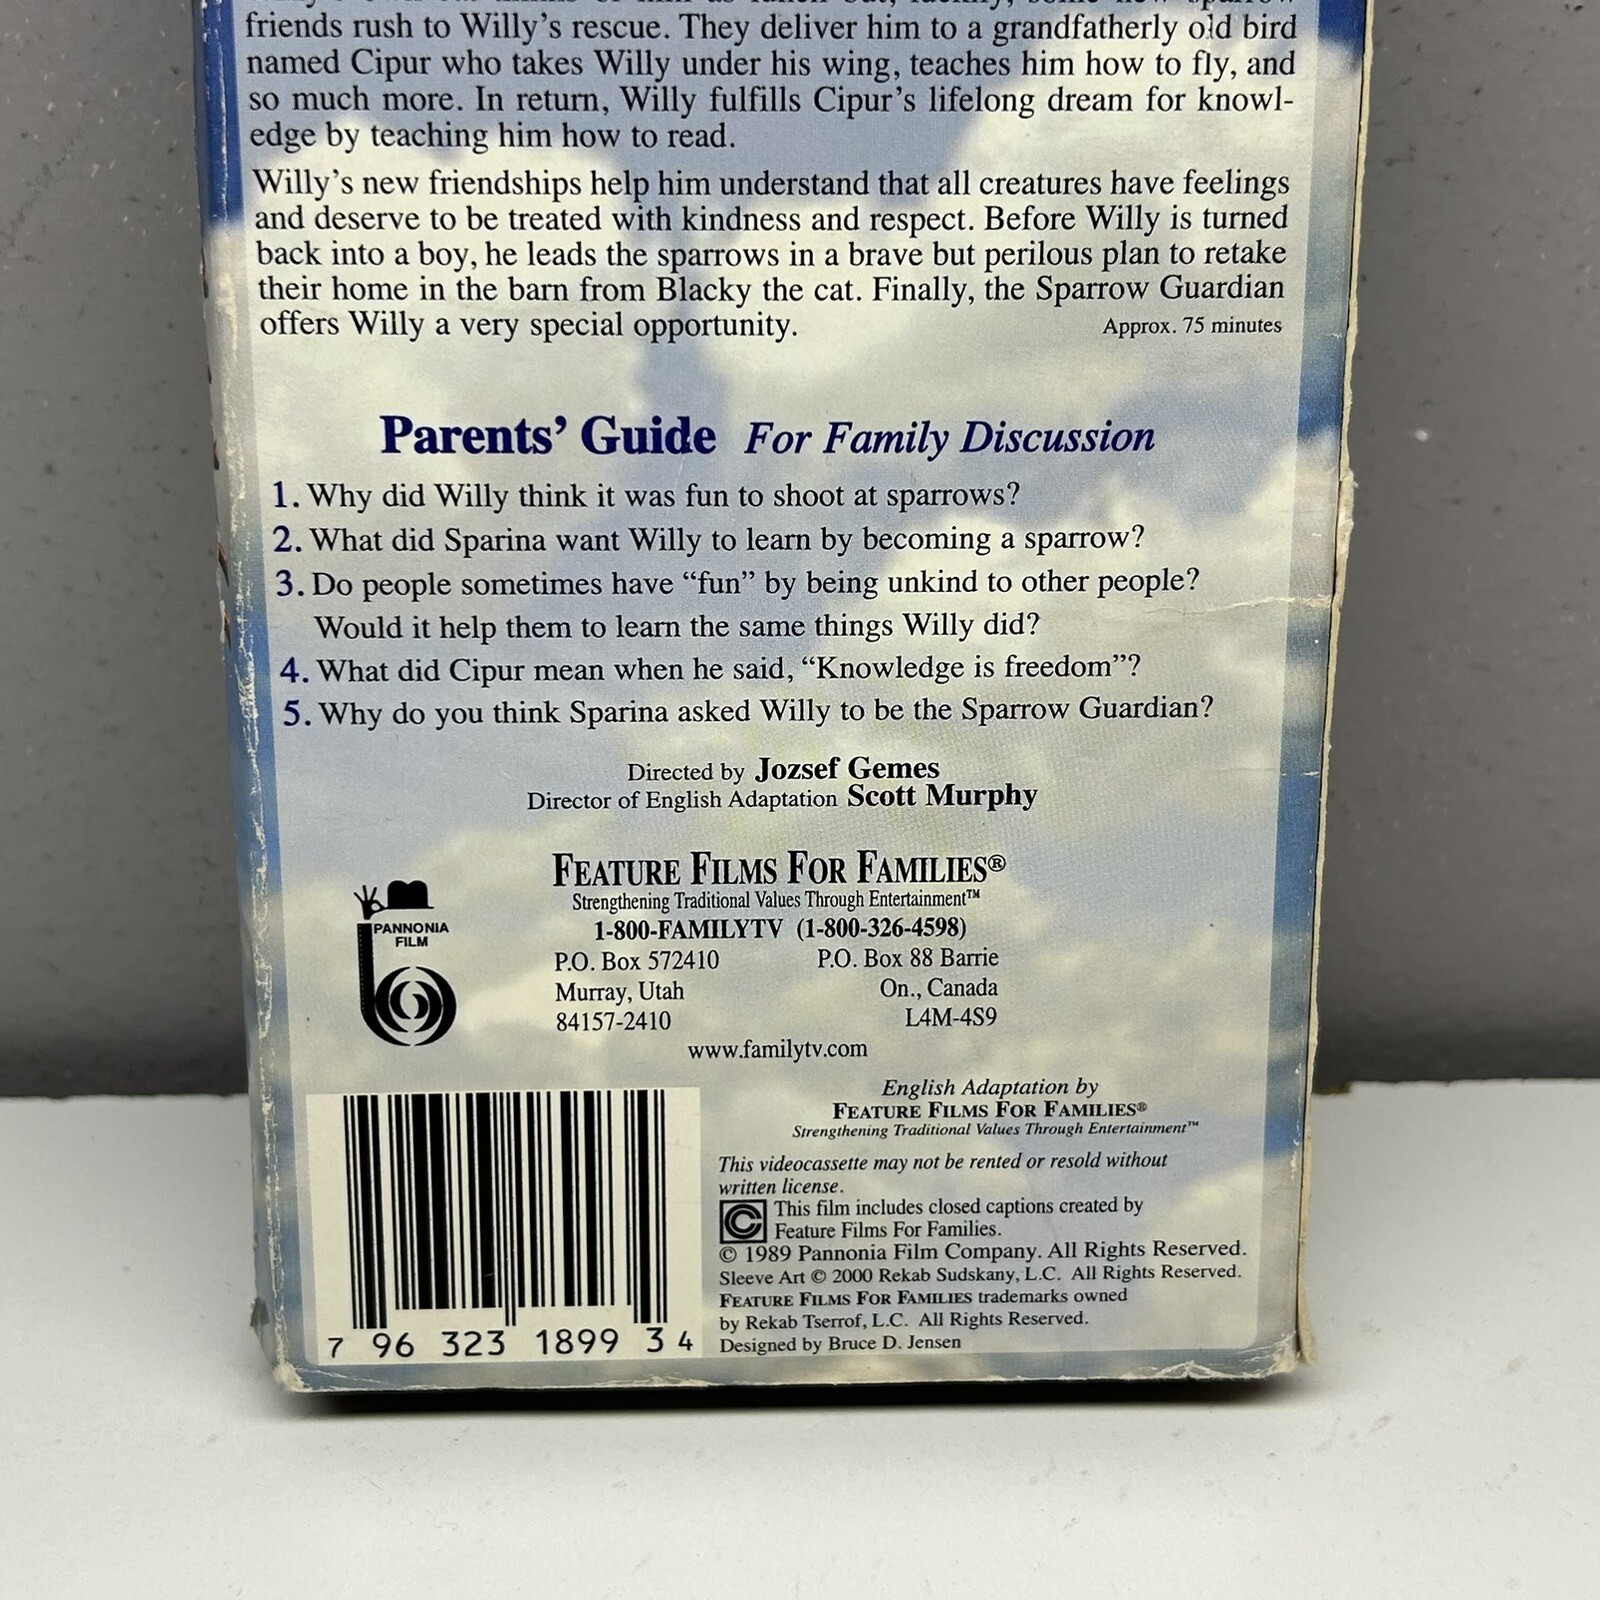 friends rush to Willy's rescue. They deliver him to a grandfatherly old bird
named Cipur who takes Willy under his wing, teaches him how to fly, and
so much more. In return, Willy fulfills Cipur's lifelong dream for knowl-
edge by teaching him how to read.
Willy's new friendships help him understand that all creatures have feelings
and deserve to be treated with kindness and respect. Before Willy is turned
back into a boy, he leads the sparrows in a brave but perilous plan to retake
their home in the barn from Blacky the cat. Finally, the Sparrow Guardian
offers Willy a very special opportunity. Approx. 75 minutes
Parents' Guide For Family Discussion
1. Why did Willy think it was fun to shoot at sparrows?
2. What did Sparina want Willy to learn by becoming a sparrow?
3. Do people sometimes have “fun” by being unkind to other people?
Would it help them to learn the same things Willy did?
4. What did Cipur mean when he said, “Knowledge is freedom”?
5. Why do you think Sparina asked Willy to be the Sparrow Guardian?
Directed by Jozsef Gemes
Director of English Adaptation Scott Murphy
PANNONIA
FILM
FEATURE FILMS FOR FAMILIES®
Strengthening Traditional Values Through Entertainment™
1-800-FAMILYTV (1-800-326-4598)
P.O. Box 572410 P.O. Box 88 Barrie
Murray, Utah On., Canada
84157-2410 L4M-4S9
www.familytv.com
English Adaptation by
FEATURE FILMS FOR FAMILIES®
Strengthening Traditional Values Through Entertainment™
This videocassette may not be rented or resold without
written license.
This film includes closed captions created by
Feature Films For Families.
© 1989 Pannonia Film Company. All Rights Reserved.
Sleeve Art © 2000 Rekab Sudskany, L.C. All Rights Reserved.
FEATURE FILMS FOR FAMILIES trademarks owned
by Rekab Tserrof, L.C. All Rights Reserved.
Designed by Bruce D. Jensen
7 96 323 1899 3 4